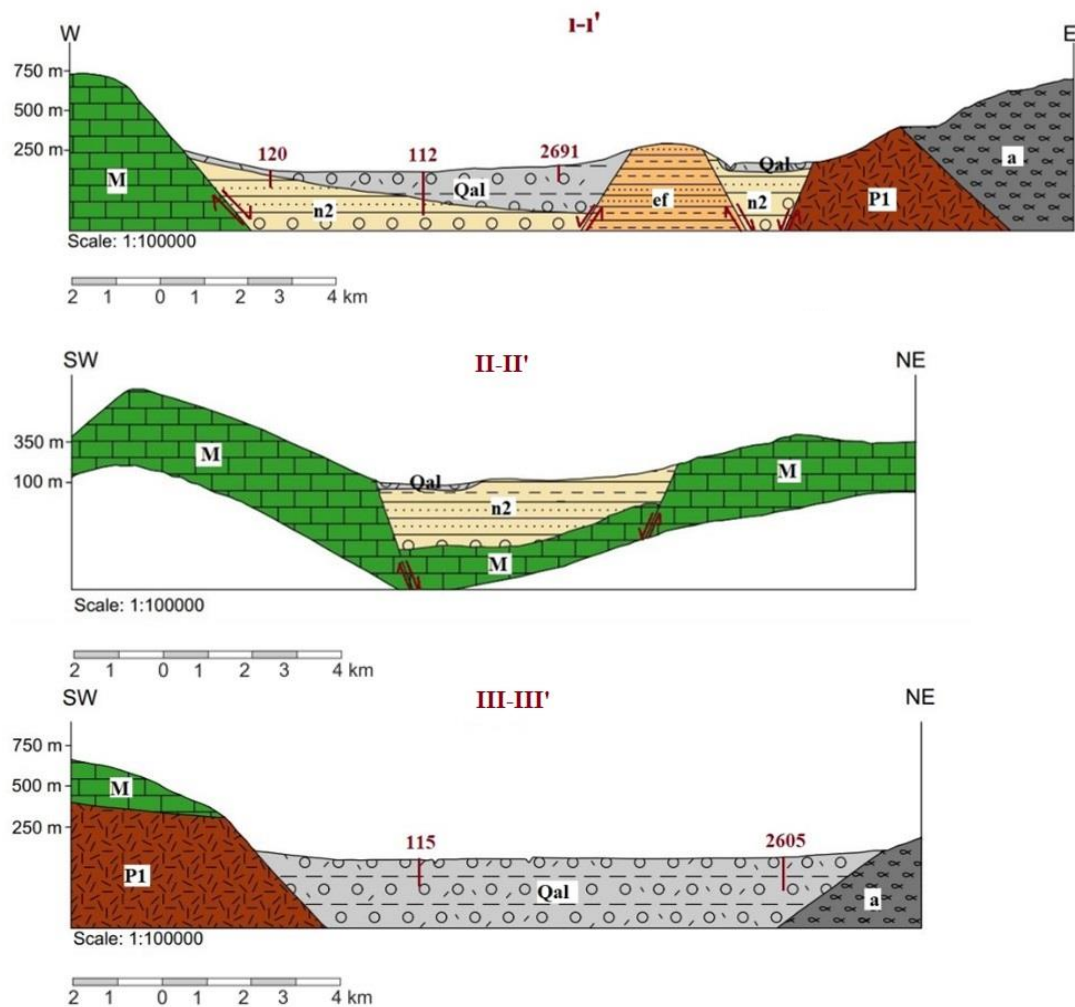 I-I'
W
E
750 m
500 m
250 m
120
112
2691
Qal
Qal
M
n2
ef
n2
P1
a
Scale: 1:100000
2 1 0 1 2 3 4 km
SW
II-II'
NE
350 m
100 m
M
Qal
M
n2
M
Scale: 1:100000
2 1 0 1 2 3 4 km
SW
III-III'
NE
750 m
500 m
250 m
M
115
2605
P1
Qal
a
Scale: 1:100000
2 1 0 1 2 3 4 km